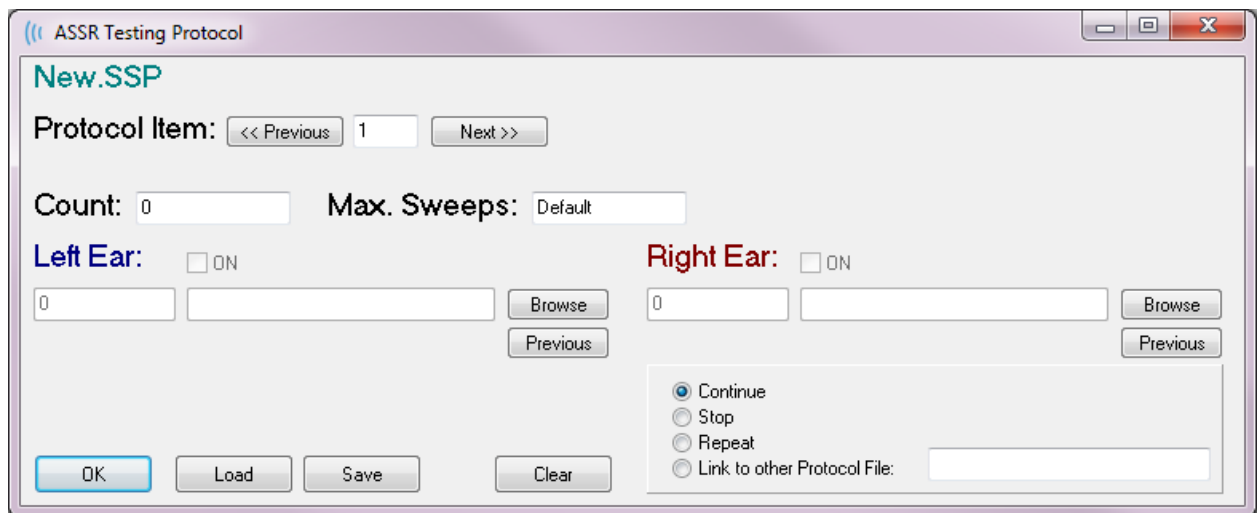 ASSR Testing Protocol
New.SSP
Protocol Item: << Previous 1 Next >>
Count: 0 Max. Sweeps: Default
Left Ear: ON Right Ear: ON
0 Browse 0 Browse
Previous Previous
Continue
Stop
Repeat
Link to other Protocol File:
OK Load Save Clear